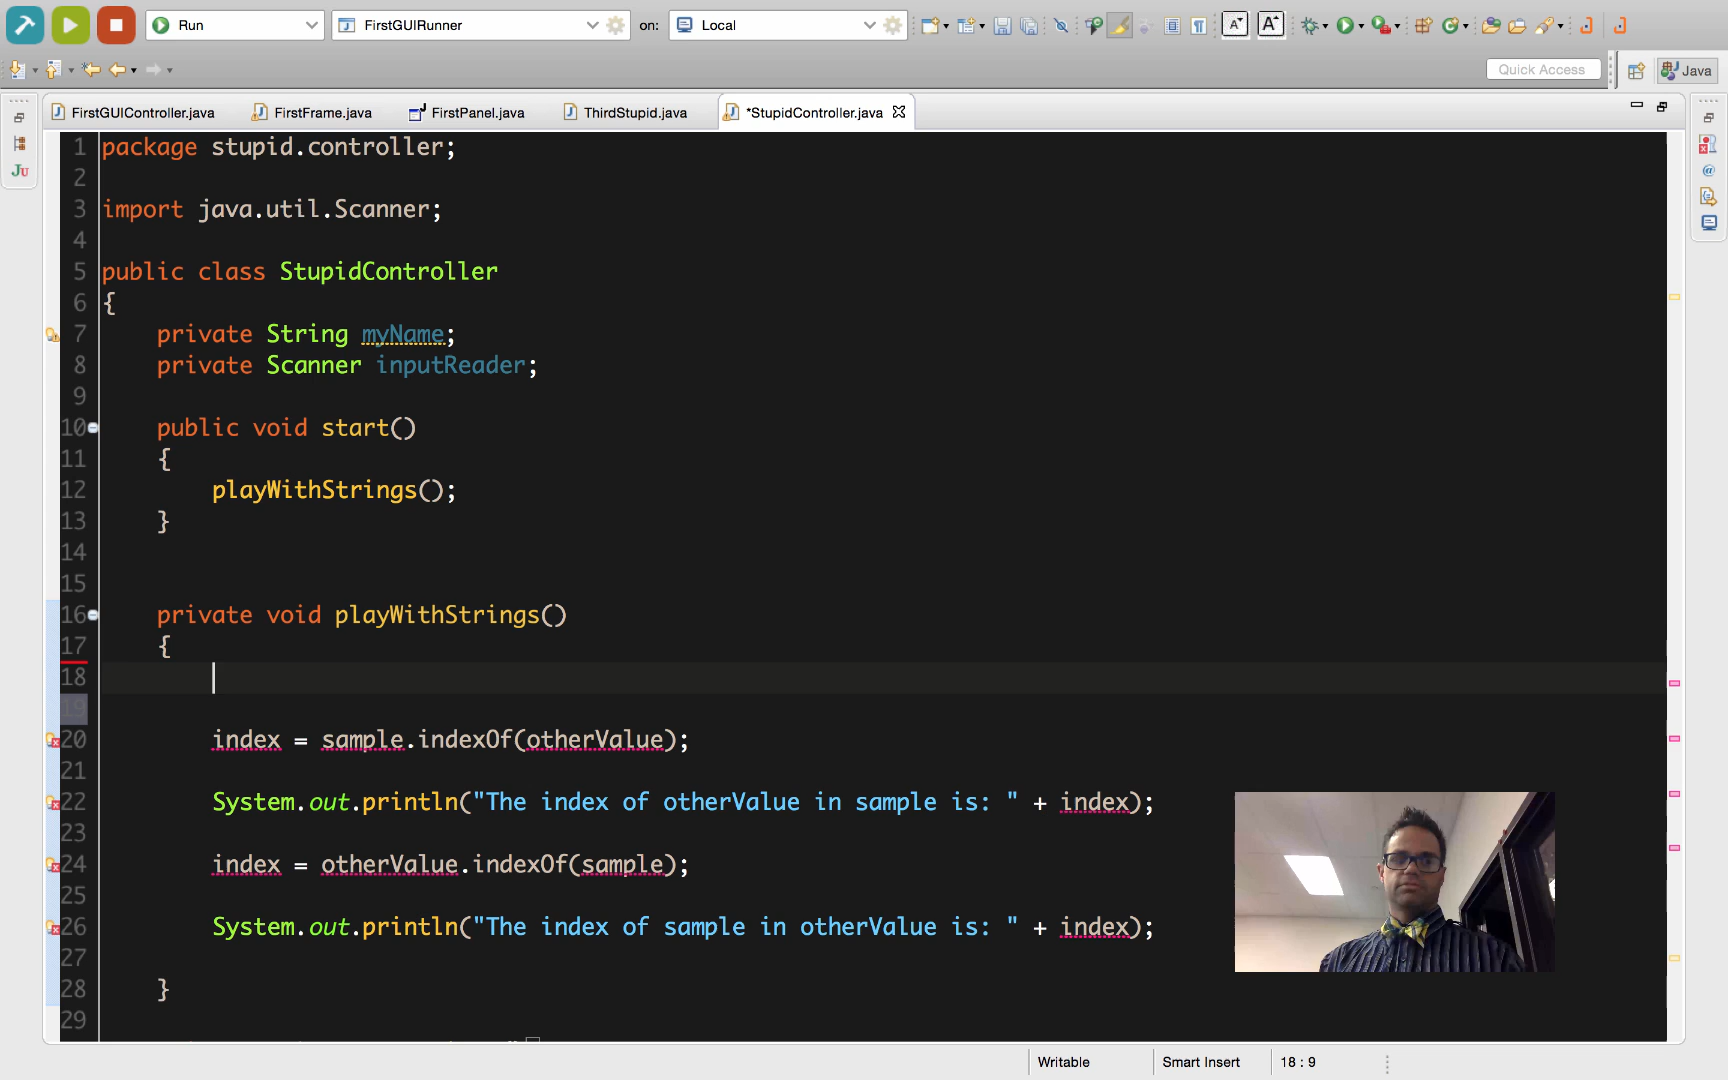 Run FirstGUIRunner on: Local
Quick Access Java
FirstGUIController.java FirstFrame.java FirstPanel.java ThirdStupid.java *StupidController.java
1 package stupid.controller;
2
3 import java.util.Scanner;
4
5 public class StupidController
6 {
7 private String myName;
8 private Scanner inputReader;
9
10 public void start()
11 {
12 playWithStrings();
13 }
14
15
16 private void playWithStrings()
17 {
18
19
20 index = sample.indexOf(otherValue);
21
22 System.out.println("The index of otherValue in sample is: " + index);
23
24 index = otherValue.indexOf(sample);
25
26 System.out.println("The index of sample in otherValue is: " + index);
27
28 }
29
Writable Smart Insert 18 : 9